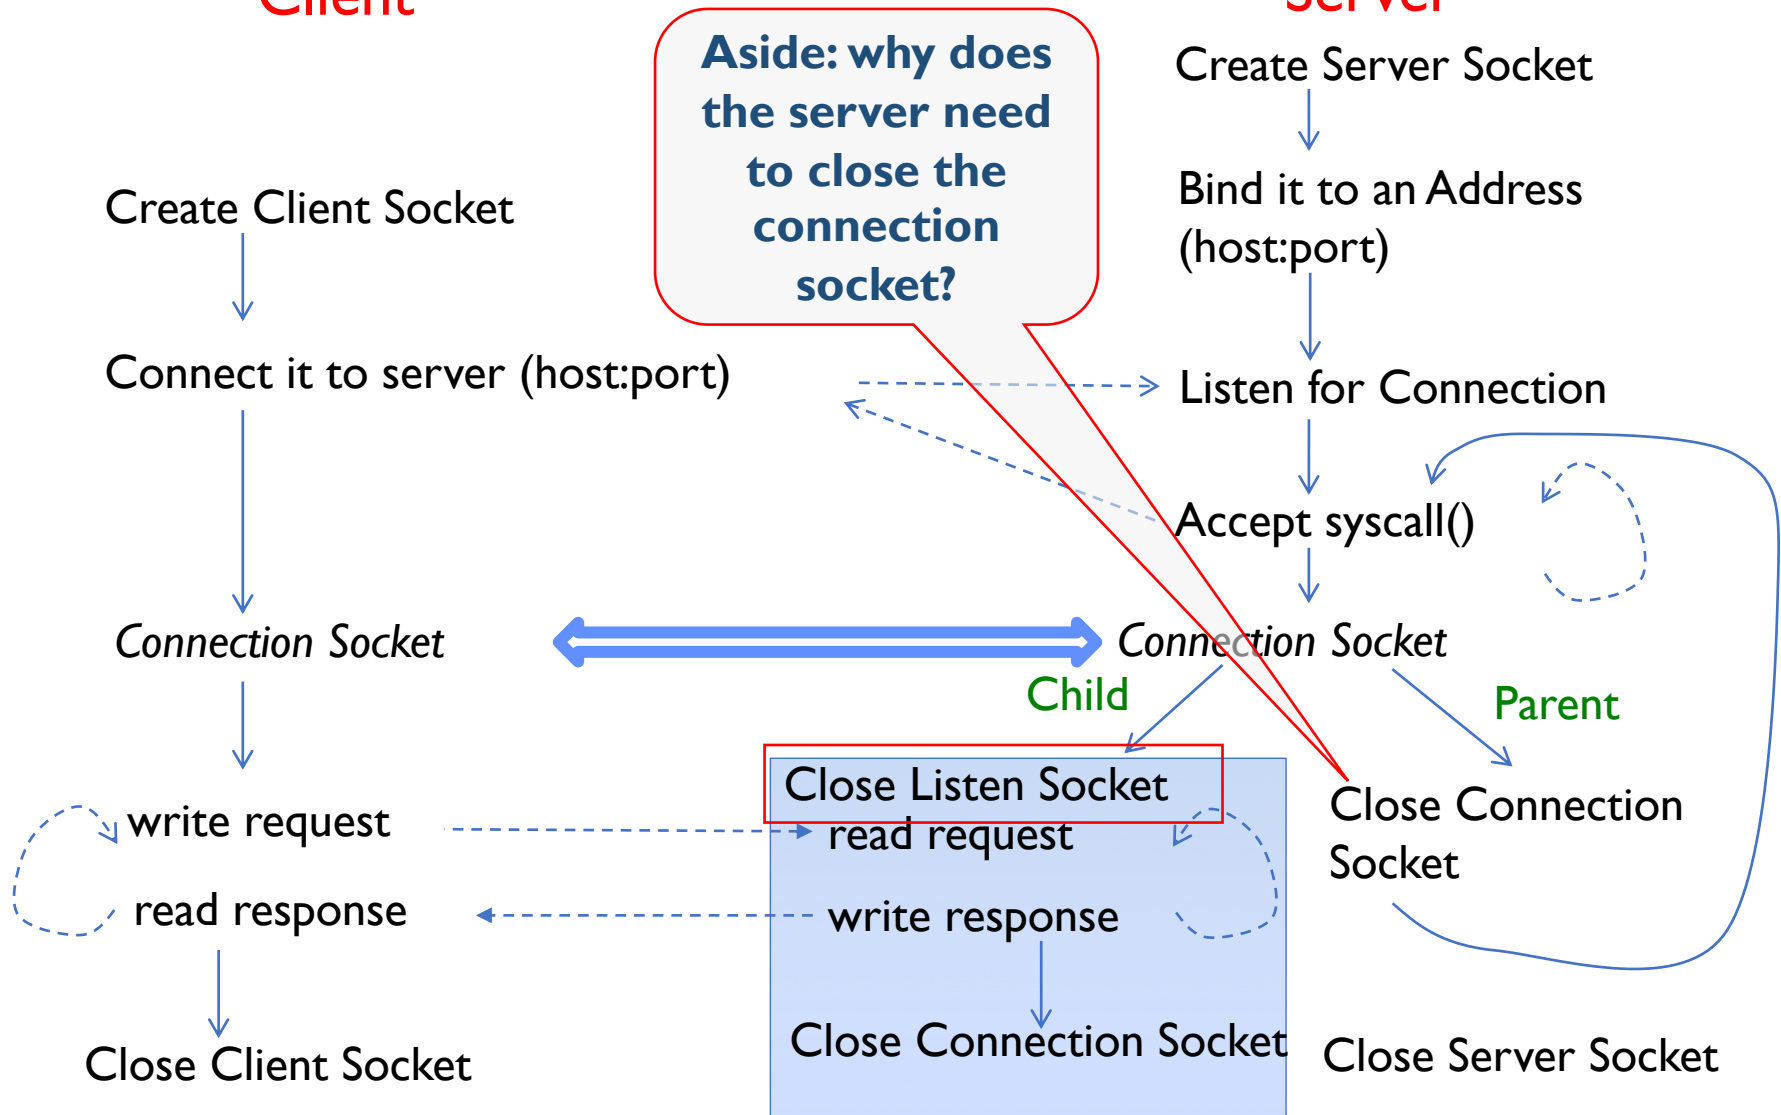 Client
Server
Aside: why does
the server need
to close the
connection
socket?
Create Server Socket
Bind it to an Address
(host:port)
Create Client Socket
Connect it to server (host:port)
Listen for Connection
Accept syscall()
Connection Socket
Connection Socket
Child
Parent
Close Listen Socket
Close Connection
Socket
write request
read request
read response
write response
Close Client Socket
Close Connection Socket
Close Server Socket